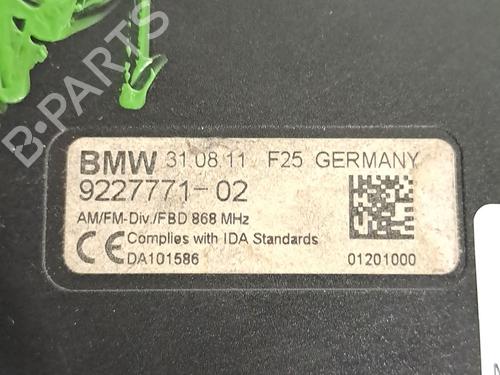 B-PARTS
BMW 31.08.11 F25 GERMANY
9227771-02
AM/FM-Div./FBD 868 MHz
CE Complies with IDA Standards
DA101586 01201000